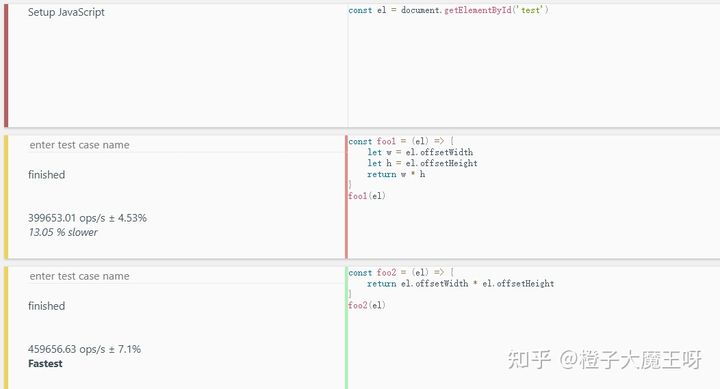 Setup JavaScript
const el = document.getElementById('test')
enter test case name
finished
399653.01 ops/s ± 4.53%
13.05 % slower
const foo1 = (el) => {
    let w = el.offsetWidth
    let h = el.offsetHeight
    return w * h
}
foo1(el)
enter test case name
finished
459656.63 ops/s ± 7.1%
Fastest
const foo2 = (el) => {
    return el.offsetWidth * el.offsetHeight
}
foo2(el)
知乎 @橙子大魔王呀